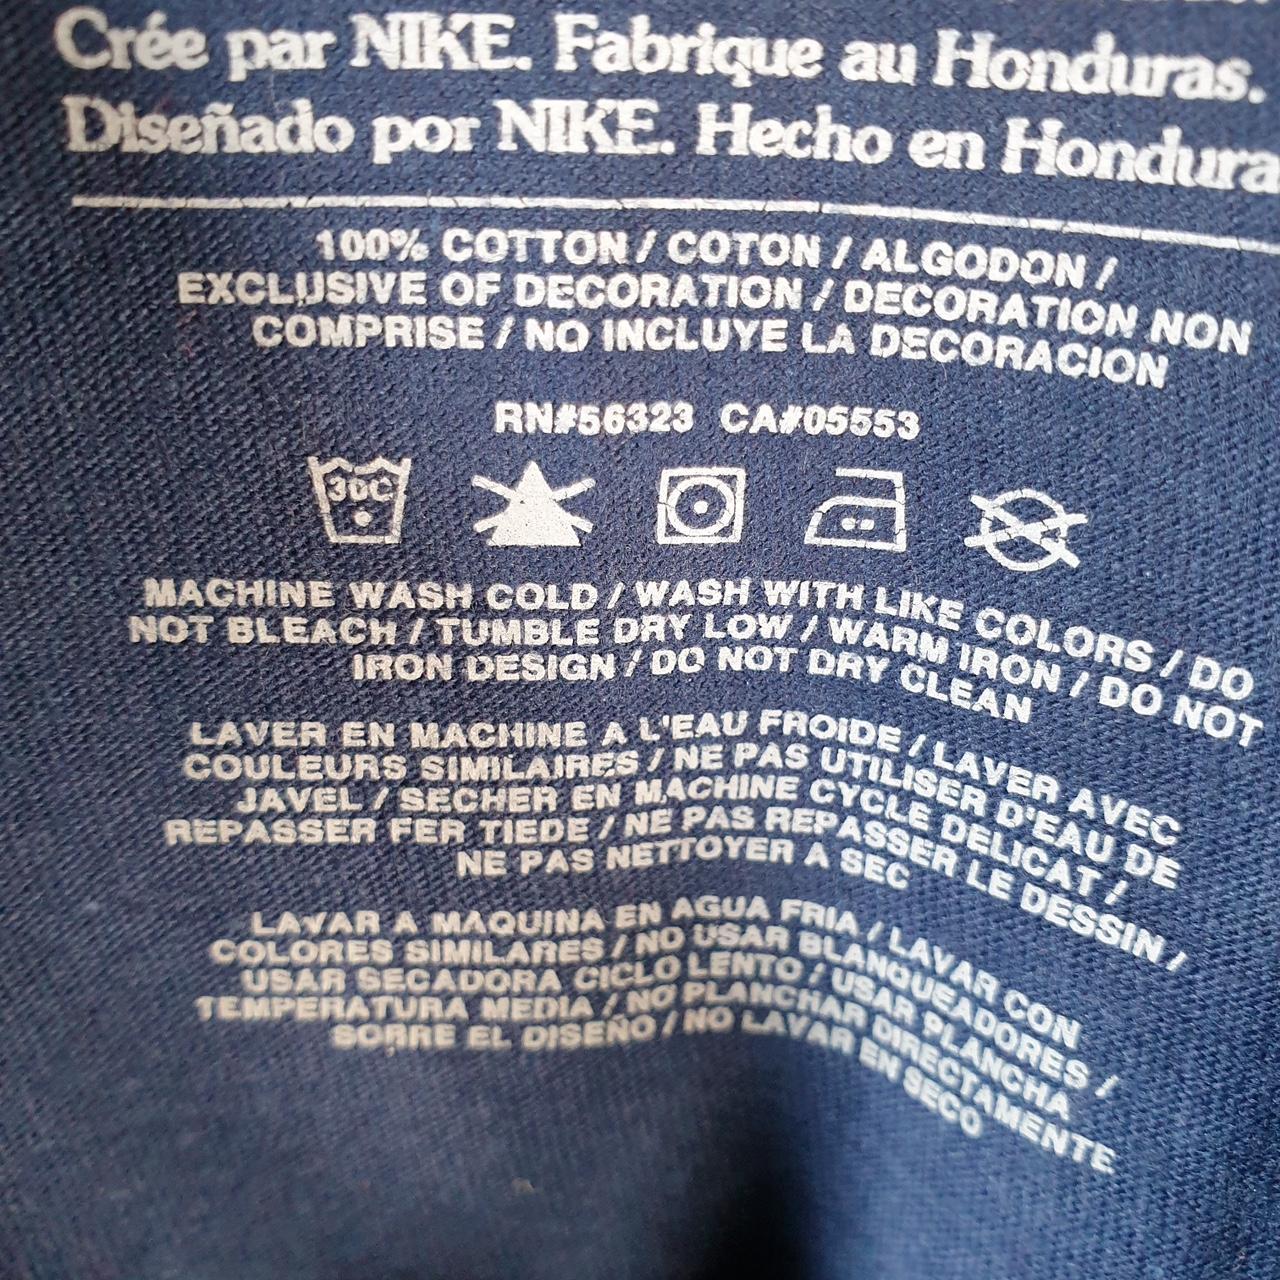 Crée par NIKE. Fabrique au Honduras.
Diseñado por NIKE. Hecho en Hondura
100% COTTON / COTON / ALGODON /
EXCLUSIVE OF DECORATION / DECORATION NON
COMPRISE / NO INCLUYE LA DECORACION
RN#56323 CA#05553
30C
MACHINE WASH COLD / WASH WITH LIKE COLORS / DO
NOT BLEACH / TUMBLE DRY LOW / WARM IRON / DO NOT
IRON DESIGN / DO NOT DRY CLEAN
LAVER EN MACHINE A L'EAU FROIDE / LAVER AVEC
COULEURS SIMILAIRES / NE PAS UTILISER D'EAU DE
JAVEL / SECHER EN MACHINE CYCLE DELICAT /
REPASSER FER TIEDE / NE PAS REPASSER LE DESSIN /
NE PAS NETTOYER A SEC
LAVAR A MAQUINA EN AGUA FRIA / LAVAR CON
COLORES SIMILARES / NO USAR BLANQUEADORES /
USAR SECADORA CICLO LENTO / USAR PLANCHA
TEMPERATURA MEDIA / NO PLANCHAR DIRECTAMENTE
SOBRE EL DISEÑO / NO LAVAR EN SECO